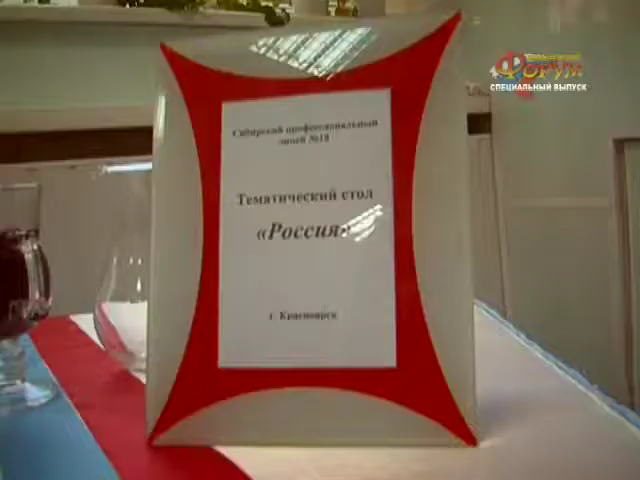 Форум
СПЕЦИАЛЬНЫЙ ВЫПУСК
Сибирский профессиональный
лицей №18
Тематический стол
«Россия»
г. Красноярск